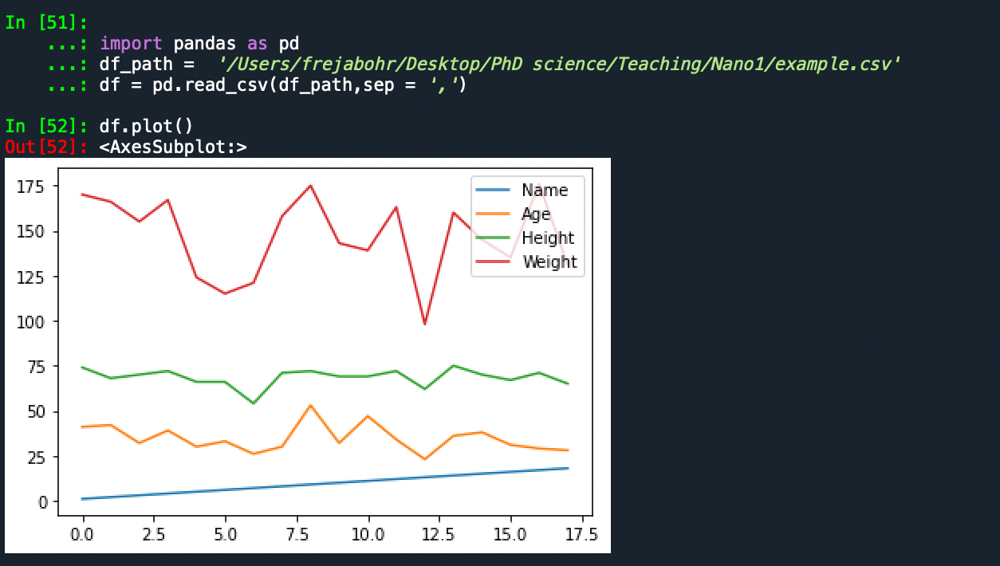 In [51]:
...: import pandas as pd
...: df_path =  '/Users/frejabohr/Desktop/PhD science/Teaching/Nano1/example.csv'
...: df = pd.read_csv(df_path,sep = ',')
In [52]: df.plot()
Out[52]: <AxesSubplot:>
175
150
125
100
75
50
25
0
Name
Age
Height
Weight
0.0 2.5 5.0 7.5 10.0 12.5 15.0 17.5